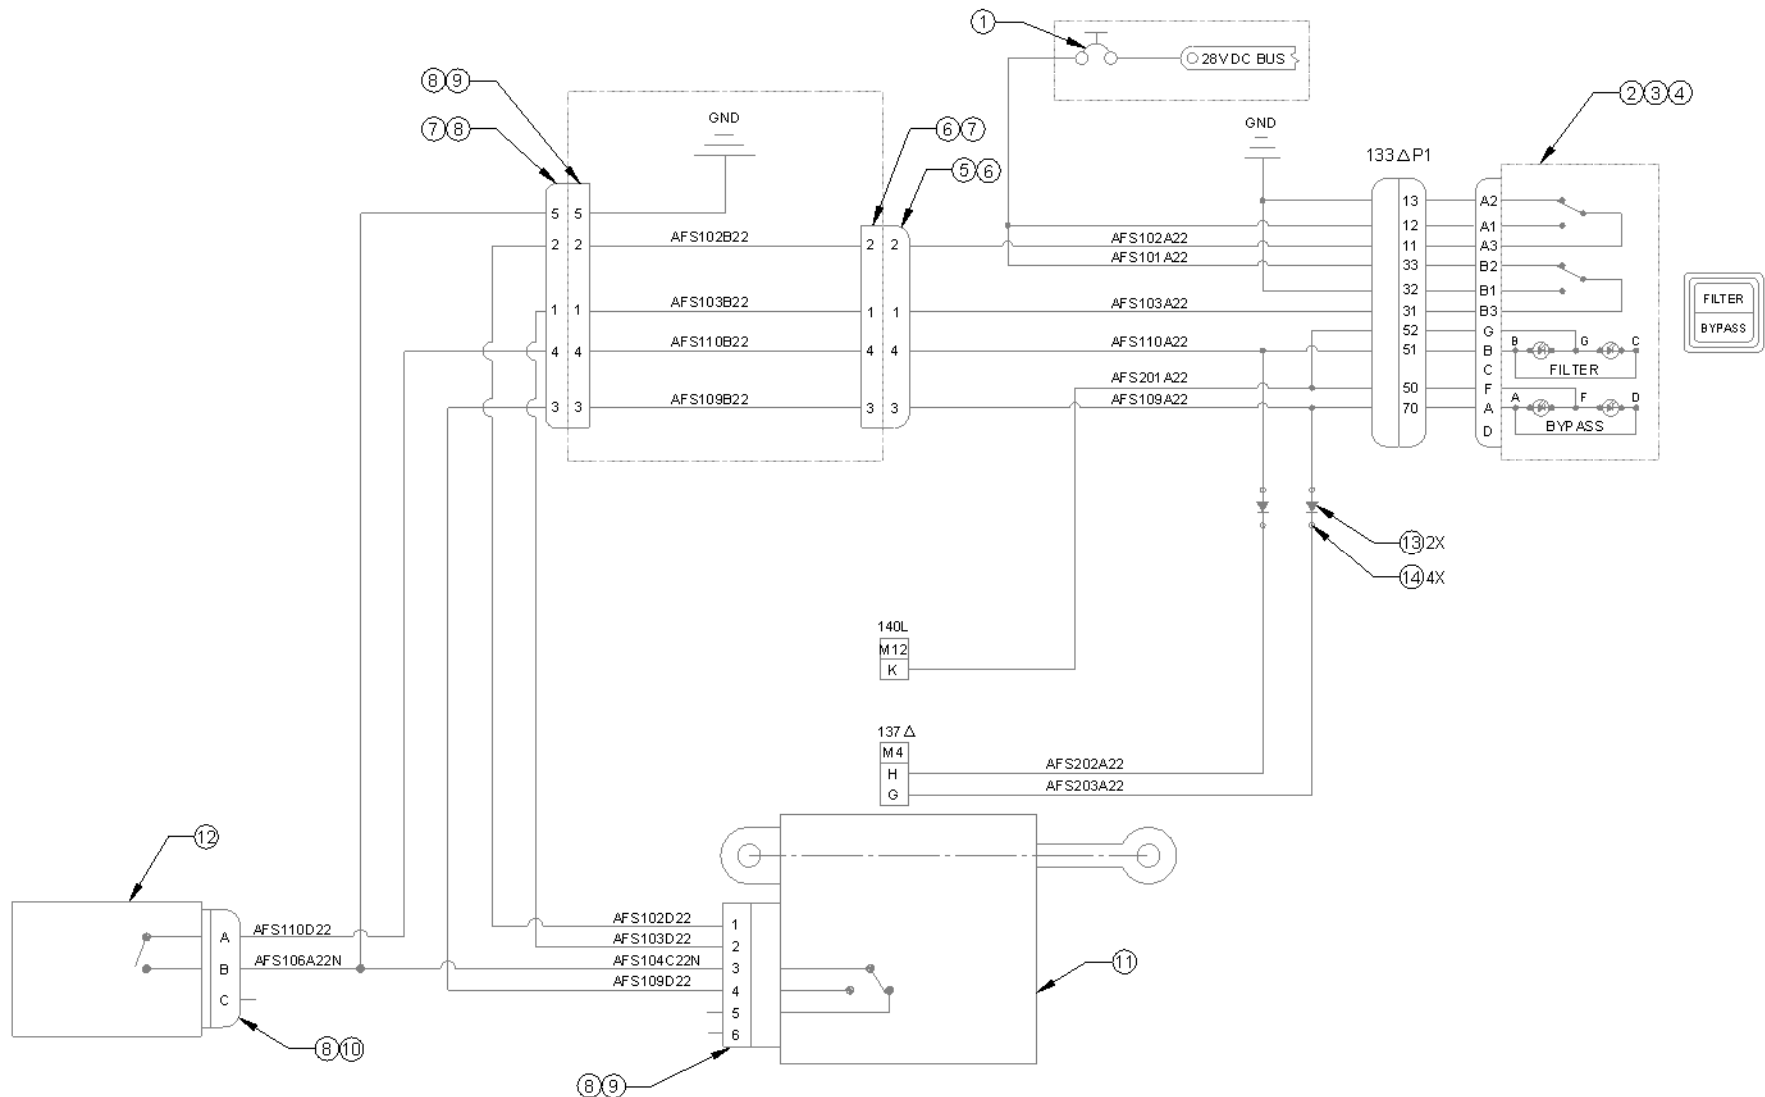 1
28VDC BUS
8 9
2 3 4
GND
7 8
6 7
GND
133△P1
5 6
13 A2
12 A1
11 A3
33 B2
32 B1
31 B3
52 G
51 B
C
50 F
70 A
D
5 5
2 2 AFS102B22 2 2 AFS102A22
AFS101A22
1 1 AFS103B22 1 1 AFS103A22
4 4 AFS110B22 4 4 AFS110A22
AFS201A22
3 3 AFS109B22 3 3 AFS109A22
B G C
FILTER
A F D
BYPASS
FILTER
BYPASS
13 2X
14 4X
140L
M12
K
137△
M4
H AFS202A22
G AFS203A22
12
A AFS110D22
B AFS106A22N
C
8 10
AFS102D22 1
AFS103D22 2
AFS104C22N 3
AFS109D22 4
5
6
11
8 9